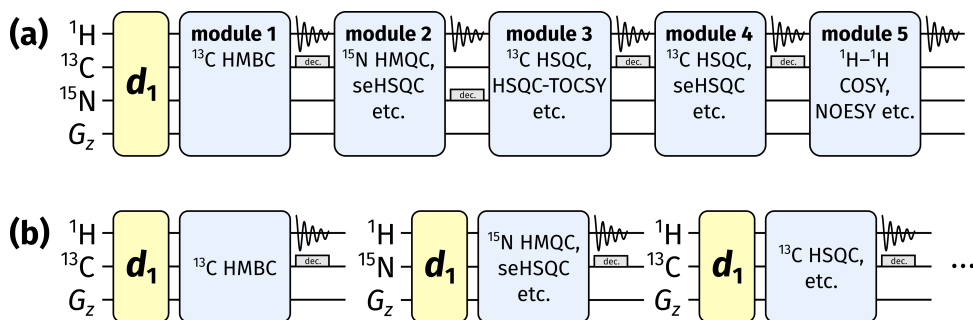 (a)
¹H
¹³C
¹⁵N
G_z
d₁
module 1
¹³C HMBC
dec.
module 2
¹⁵N HMQC,
seHSQC
etc.
dec.
module 3
¹³C HSQC,
HSQC-TOCSY
etc.
dec.
module 4
¹³C HSQC,
seHSQC
etc.
dec.
module 5
¹H–¹H
COSY,
NOESY etc.
(b)
¹H
¹³C
G_z
d₁
¹³C HMBC
dec.
¹H
¹⁵N
G_z
d₁
¹⁵N HMQC,
seHSQC
etc.
dec.
¹H
¹³C
G_z
d₁
¹³C HSQC,
etc.
dec.
...